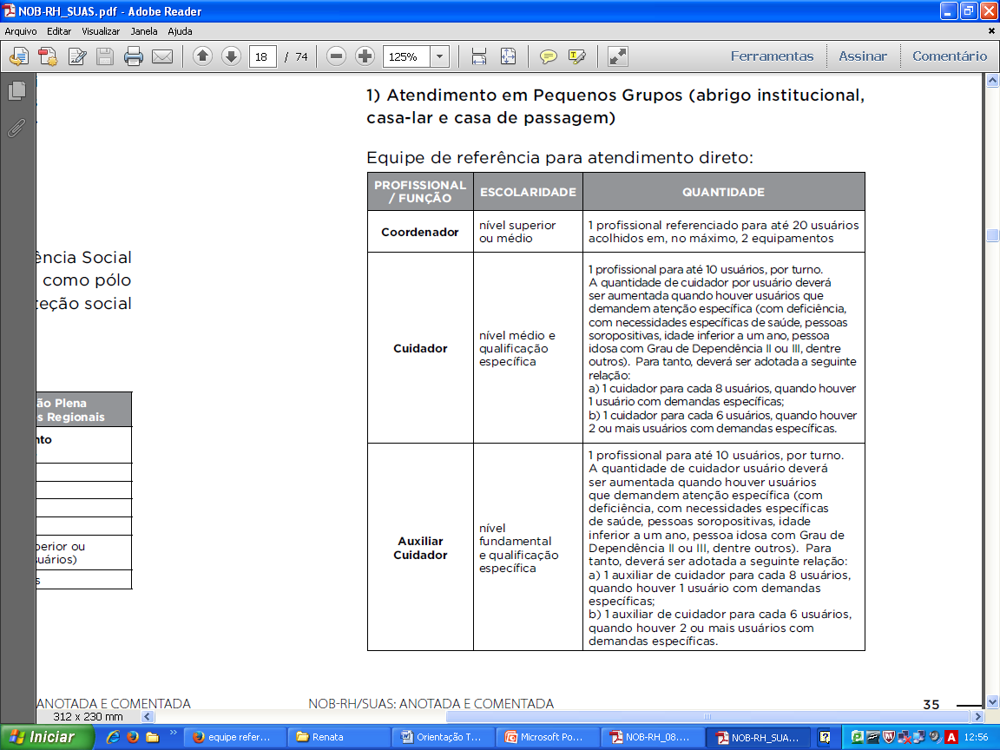 NOB-RH_SUAS.pdf - Adobe Reader
Arquivo Editar Visualizar Janela Ajuda
18 / 74 125% Ferramentas Assinar Comentário
ência Social
como pólo
teção social
ão Plena
s Regionais
nto
perior ou
suários)
s
1) Atendimento em Pequenos Grupos (abrigo institucional,
casa-lar e casa de passagem)
Equipe de referência para atendimento direto:
PROFISSIONAL
/ FUNÇÃO
ESCOLARIDADE
QUANTIDADE
Coordenador
nível superior
ou médio
1 profissional referenciado para até 20 usuários
acolhidos em, no máximo, 2 equipamentos
Cuidador
nível médio e
qualificação
específica
1 profissional para até 10 usuários, por turno.
A quantidade de cuidador por usuário deverá
ser aumentada quando houver usuários que
demandem atenção específica (com deficiência,
com necessidades específicas de saúde, pessoas
soropositivas, idade inferior a um ano, pessoa
idosa com Grau de Dependência II ou III, dentre
outros). Para tanto, deverá ser adotada a seguinte
relação:
a) 1 cuidador para cada 8 usuários, quando houver
1 usuário com demandas específicas;
b) 1 cuidador para cada 6 usuários, quando houver
2 ou mais usuários com demandas específicas.
Auxiliar
Cuidador
nível
fundamental
e qualificação
específica
1 profissional para até 10 usuários, por turno.
A quantidade de cuidador usuário deverá
ser aumentada quando houver usuários
que demandem atenção específica (com
deficiência, com necessidades específicas
de saúde, pessoas soropositivas, idade
inferior a um ano, pessoa idosa com Grau de
Dependência II ou III, dentre outros). Para
tanto, deverá ser adotada a seguinte relação:
a) 1 auxiliar de cuidador para cada 8 usuários,
quando houver 1 usuário com demandas
específicas;
b) 1 auxiliar de cuidador para cada 6 usuários,
quando houver 2 ou mais usuários com
demandas específicas.
ANOTADA E COMENTADA
NOB-RH/SUAS: ANOTADA E COMENTADA
35
312 x 230 mm
Iniciar
equipe refer...
Renata
Orientação T...
Microsoft Po...
NOB-RH_08....
NOB-RH_SUA...
12:56